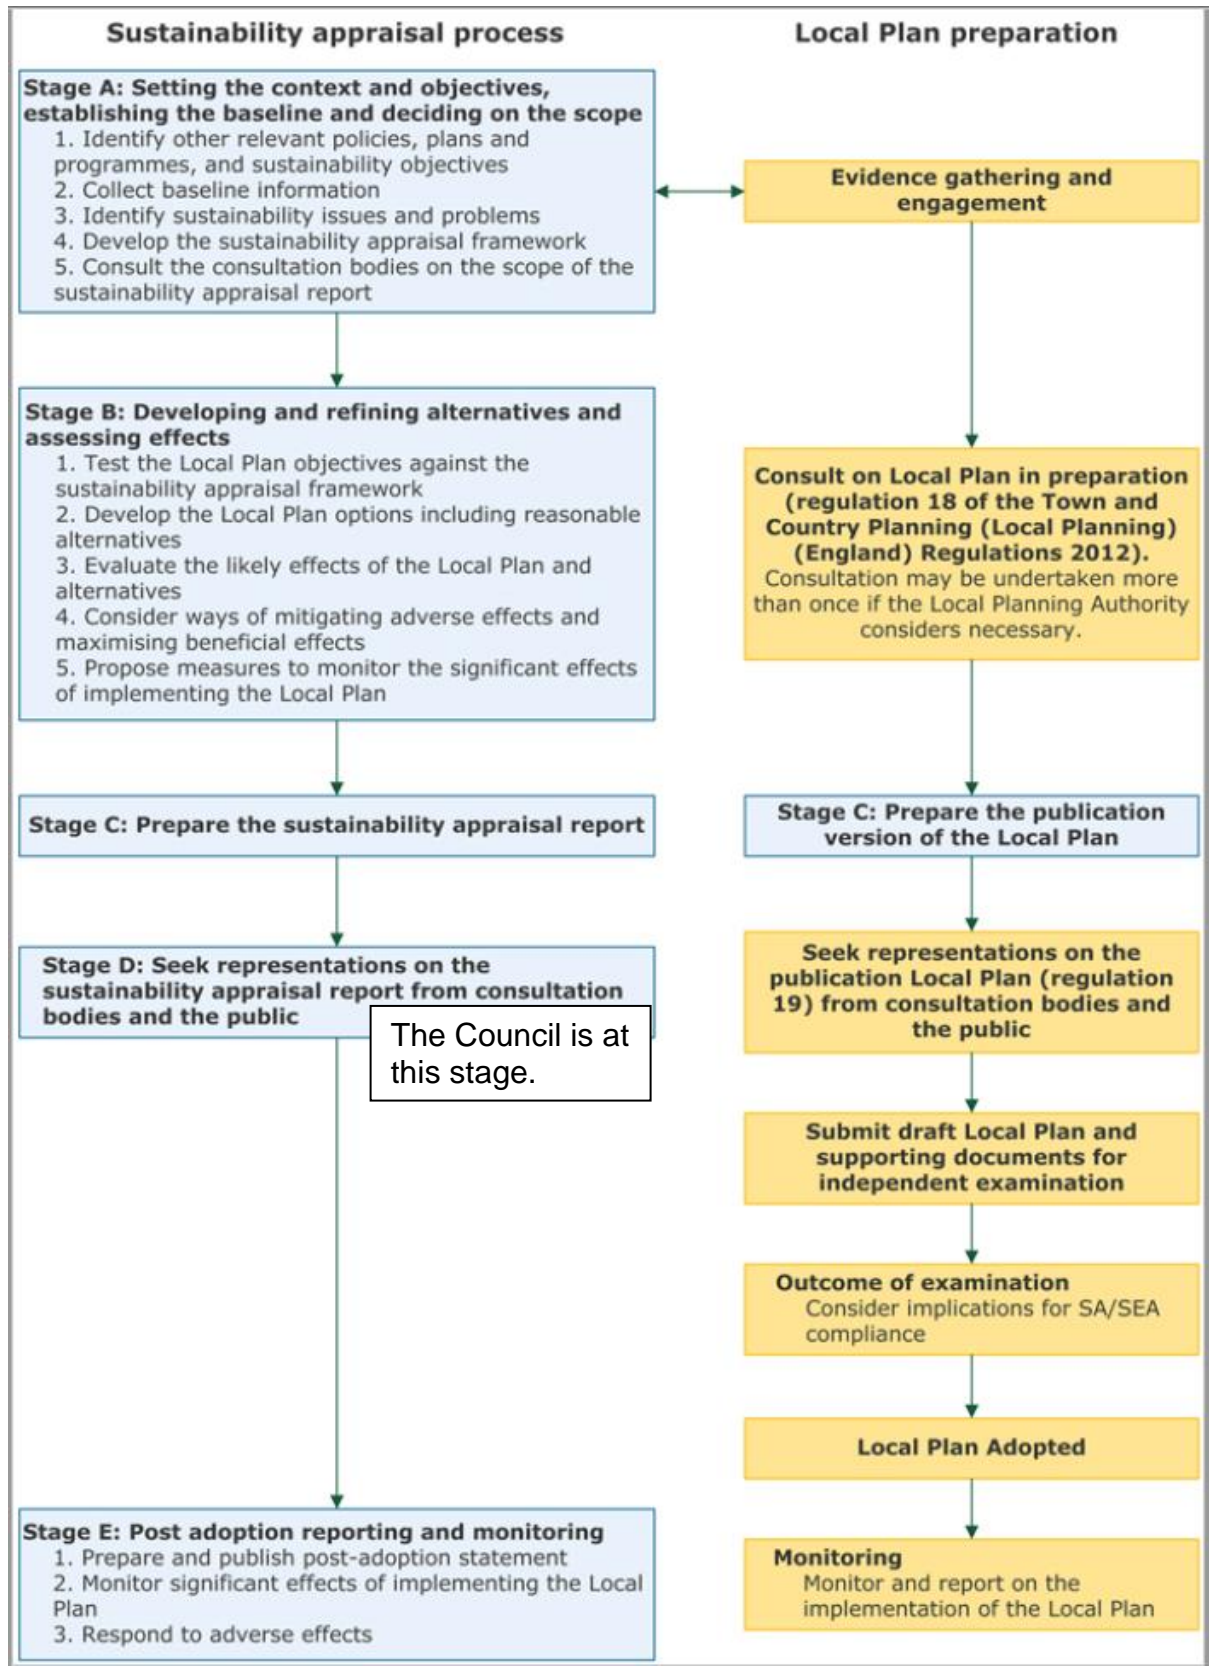 Sustainability appraisal process
Stage A: Setting the context and objectives,
establishing the baseline and deciding on the scope
1. Identify other relevant policies, plans and
programmes, and sustainability objectives
2. Collect baseline information
3. Identify sustainability issues and problems
4. Develop the sustainability appraisal framework
5. Consult the consultation bodies on the scope of the
sustainability appraisal report
Stage B: Developing and refining alternatives and
assessing effects
1. Test the Local Plan objectives against the
sustainability appraisal framework
2. Develop the Local Plan options including reasonable
alternatives
3. Evaluate the likely effects of the Local Plan and
alternatives
4. Consider ways of mitigating adverse effects and
maximising beneficial effects
5. Propose measures to monitor the significant effects
of implementing the Local Plan
Stage C: Prepare the sustainability appraisal report
Stage D: Seek representations on the
sustainability appraisal report from consultation
bodies and the public
The Council is at
this stage.
Stage E: Post adoption reporting and monitoring
1. Prepare and publish post-adoption statement
2. Monitor significant effects of implementing the Local
Plan
3. Respond to adverse effects
Local Plan preparation
Evidence gathering and
engagement
Consult on Local Plan in preparation
(regulation 18 of the Town and
Country Planning (Local Planning)
(England) Regulations 2012).
Consultation may be undertaken more
than once if the Local Planning Authority
considers necessary.
Stage C: Prepare the publication
version of the Local Plan
Seek representations on the
publication Local Plan (regulation
19) from consultation bodies and
the public
Submit draft Local Plan and
supporting documents for
independent examination
Outcome of examination
Consider implications for SA/SEA
compliance
Local Plan Adopted
Monitoring
Monitor and report on the
implementation of the Local Plan